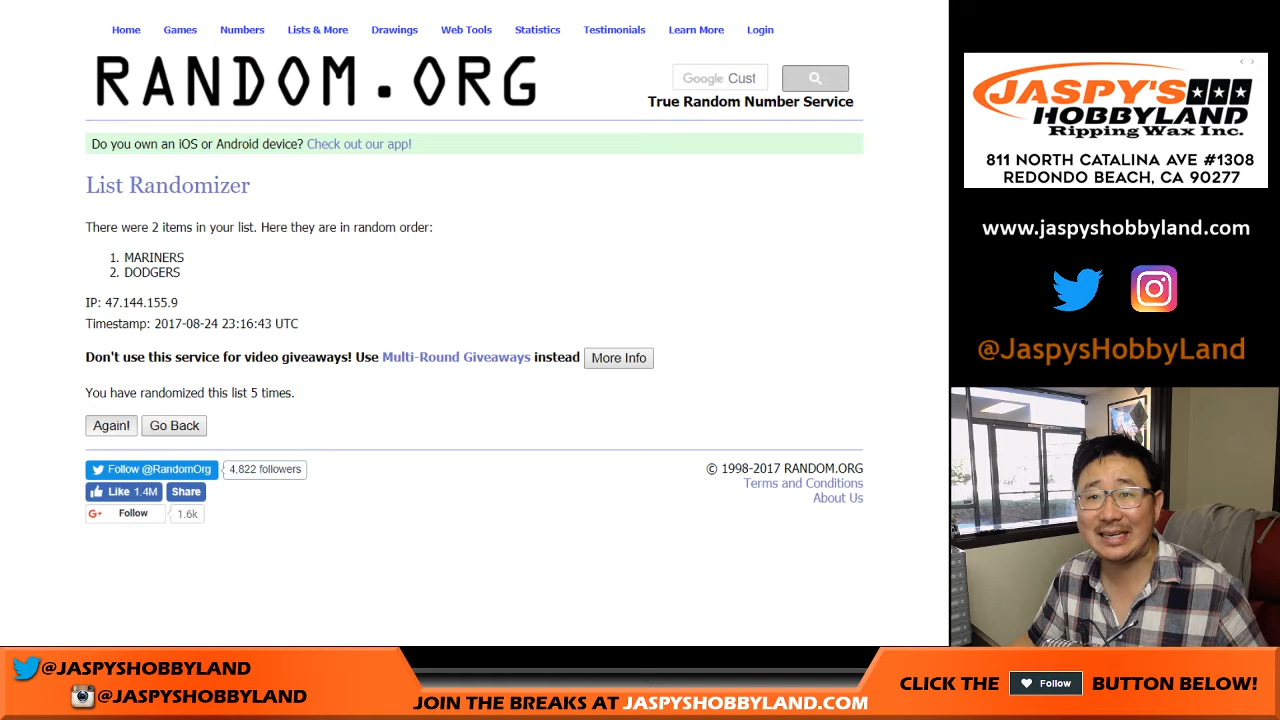 Home Games Numbers Lists & More Drawings Web Tools Statistics Testimonials Learn More Login
RANDOM.ORG
Google Cust
True Random Number Service
Do you own an iOS or Android device? Check out our app!
List Randomizer
There were 2 items in your list. Here they are in random order:
1. MARINERS
2. DODGERS
IP: 47.144.155.9
Timestamp: 2017-08-24 23:16:43 UTC
Don't use this service for video giveaways! Use Multi-Round Giveaways instead More Info
You have randomized this list 5 times.
Again! Go Back
Follow @RandomOrg 4,822 followers
Like 1.4M Share
G+ Follow 1.6k
© 1998-2017 RANDOM.ORG
Terms and Conditions
About Us
JASPY'S
HOBBYLAND
Ripping Wax Inc.
811 NORTH CATALINA AVE #1308
REDONDO BEACH, CA 90277
www.jaspyshobbyland.com
@JaspysHobbyLand
@JASPYSHOBBYLAND
@JASPYSHOBBYLAND
JOIN THE BREAKS AT JASPYSHOBBYLAND.COM
CLICK THE Follow BUTTON BELOW!